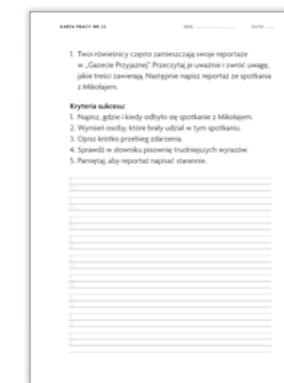 KARTA PRACY NR 23 IMIĘ DATA
1. Twoi rówieśnicy często zamieszczają swoje reportaże
w „Gazecie Przyjaznej”. Przeczytaj je uważnie i zwróć uwagę,
jakie treści zawierają. Następnie napisz reportaż ze spotkania
z Mikołajem.
Kryteria sukcesu:
1. Napisz, gdzie i kiedy odbyło się spotkanie z Mikołajem.
2. Wymień osoby, które brały udział w tym spotkaniu.
3. Opisz krótko przebieg zdarzenia.
4. Sprawdź w słowniku pisownię trudniejszych wyrazów.
5. Pamiętaj, aby reportaż napisać starannie.